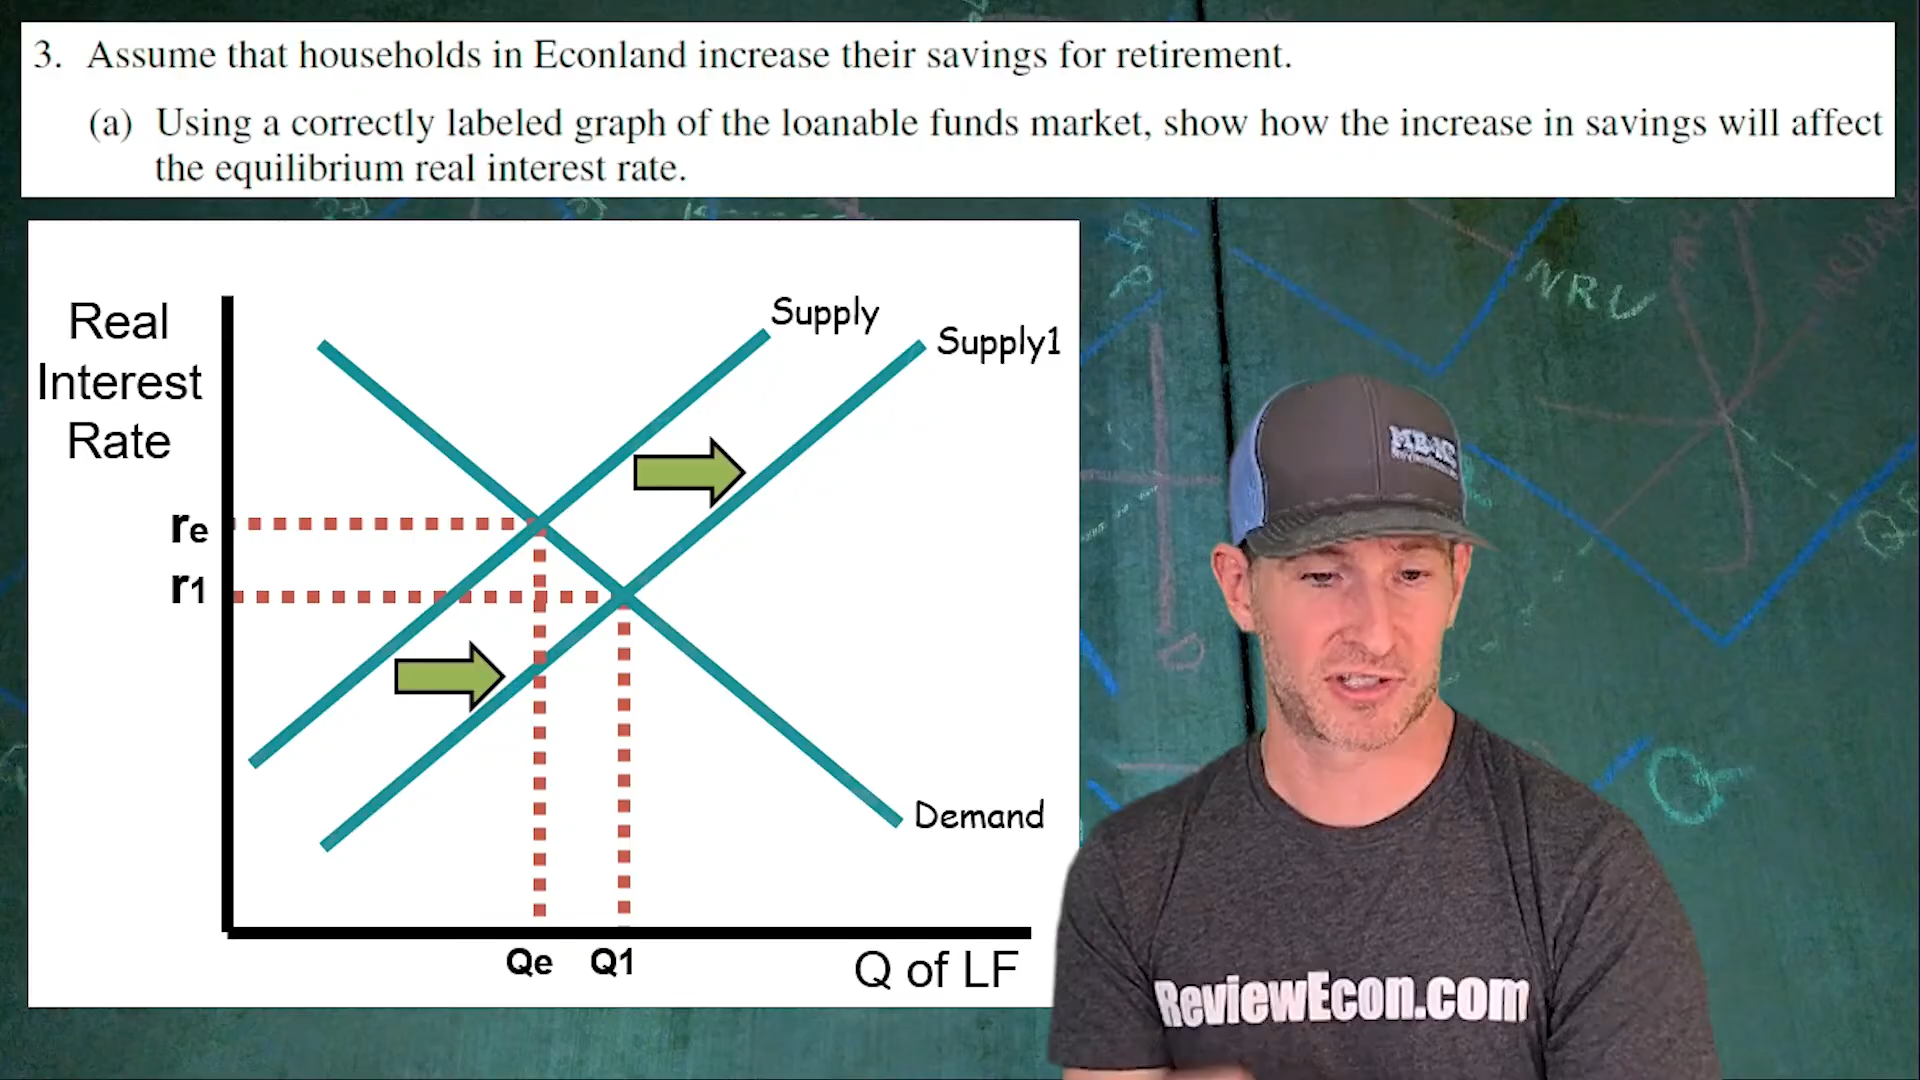 3. Assume that households in Econland increase their savings for retirement.
(a) Using a correctly labeled graph of the loanable funds market, show how the increase in savings will affect
the equilibrium real interest rate.
Real
Interest
Rate
Supply
Supply1
re
r1
Demand
Qe
Q1
Q of LF
NRU
Q
ReviewEcon.com